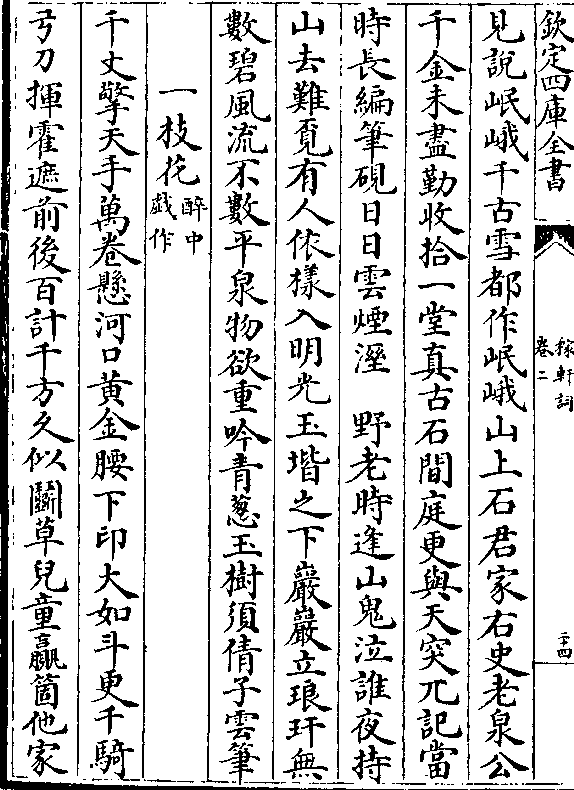 欽定四庫全書
稼軒詞
卷二
二十四
見說岷峨千古雪都作岷峨山上石君家右史老泉公
千金未盡勤收拾一堂真古石間庭更與天突兀記當
時長編筆硯日日雲煙溼　野老時逢山鬼泣誰夜持
山去難覓有人依樣入明光玉堦之下巖巖立琅玕無
數碧風流不數平泉物欲重吟青蔥玉樹須倩子雲筆
一枝花醉中戲作
千丈擎天手萬卷懸河口黃金腰下印大如斗更千騎
弓刀揮霍遮前後百計千方久似鬭草兒童贏箇他家